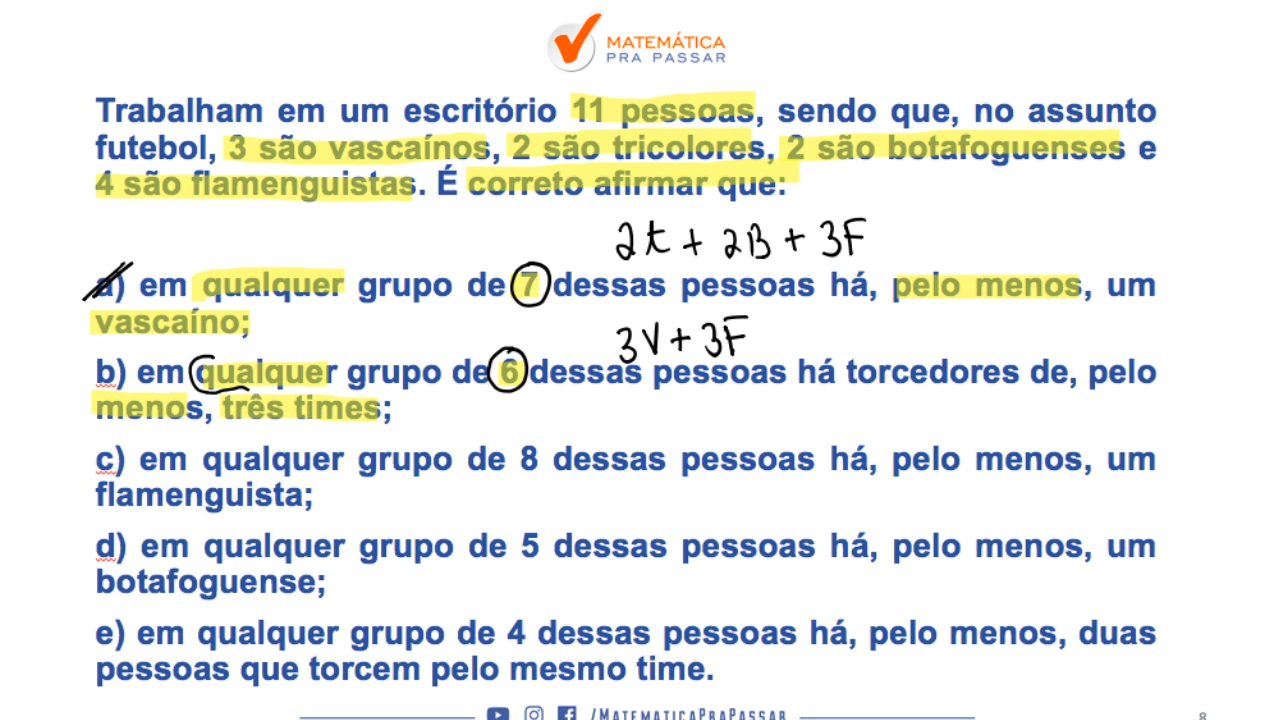 MATEMÁTICA
PRA PASSAR
Trabalham em um escritório 11 pessoas, sendo que, no assunto
futebol, 3 são vascaínos, 2 são tricolores, 2 são botafoguenses e
4 são flamenguistas. É correto afirmar que:
2t + 2B + 3F
a) em qualquer grupo de 7 dessas pessoas há, pelo menos, um
vascaíno;
3V + 3F
b) em qualquer grupo de 6 dessas pessoas há torcedores de, pelo
menos, três times;
c) em qualquer grupo de 8 dessas pessoas há, pelo menos, um
flamenguista;
d) em qualquer grupo de 5 dessas pessoas há, pelo menos, um
botafoguense;
e) em qualquer grupo de 4 dessas pessoas há, pelo menos, duas
pessoas que torcem pelo mesmo time.
/MATEMATICAPRAPASSAR
8